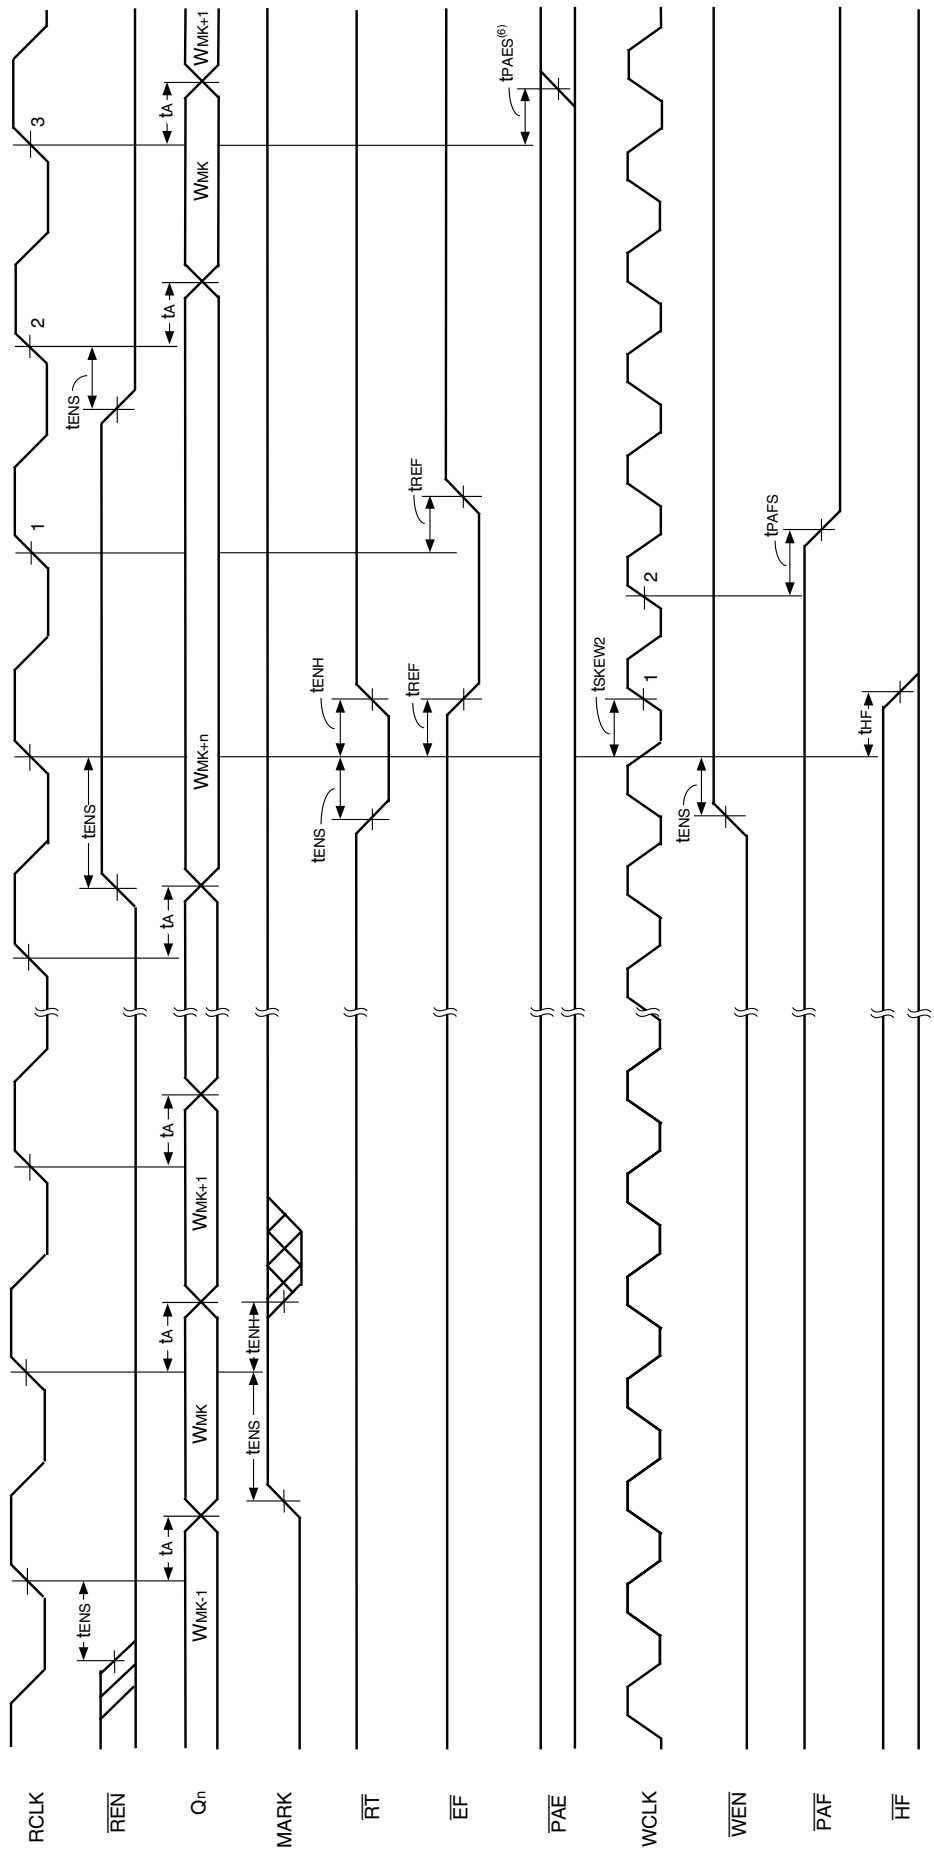 RCLK 1 2 3
tENS tENS tENS
REN
tA tA tA tA tA tA
Qn WMK-1 WMK WMK+1 WMK+n WMK WMK+1
tENS tENH
MARK
tENS tENH
RT
tREF tREF
EF
tPAES(6)
PAE
tSKEW2
WCLK 1 2
tENS
WEN
tPAFS
PAF
tHF
HF